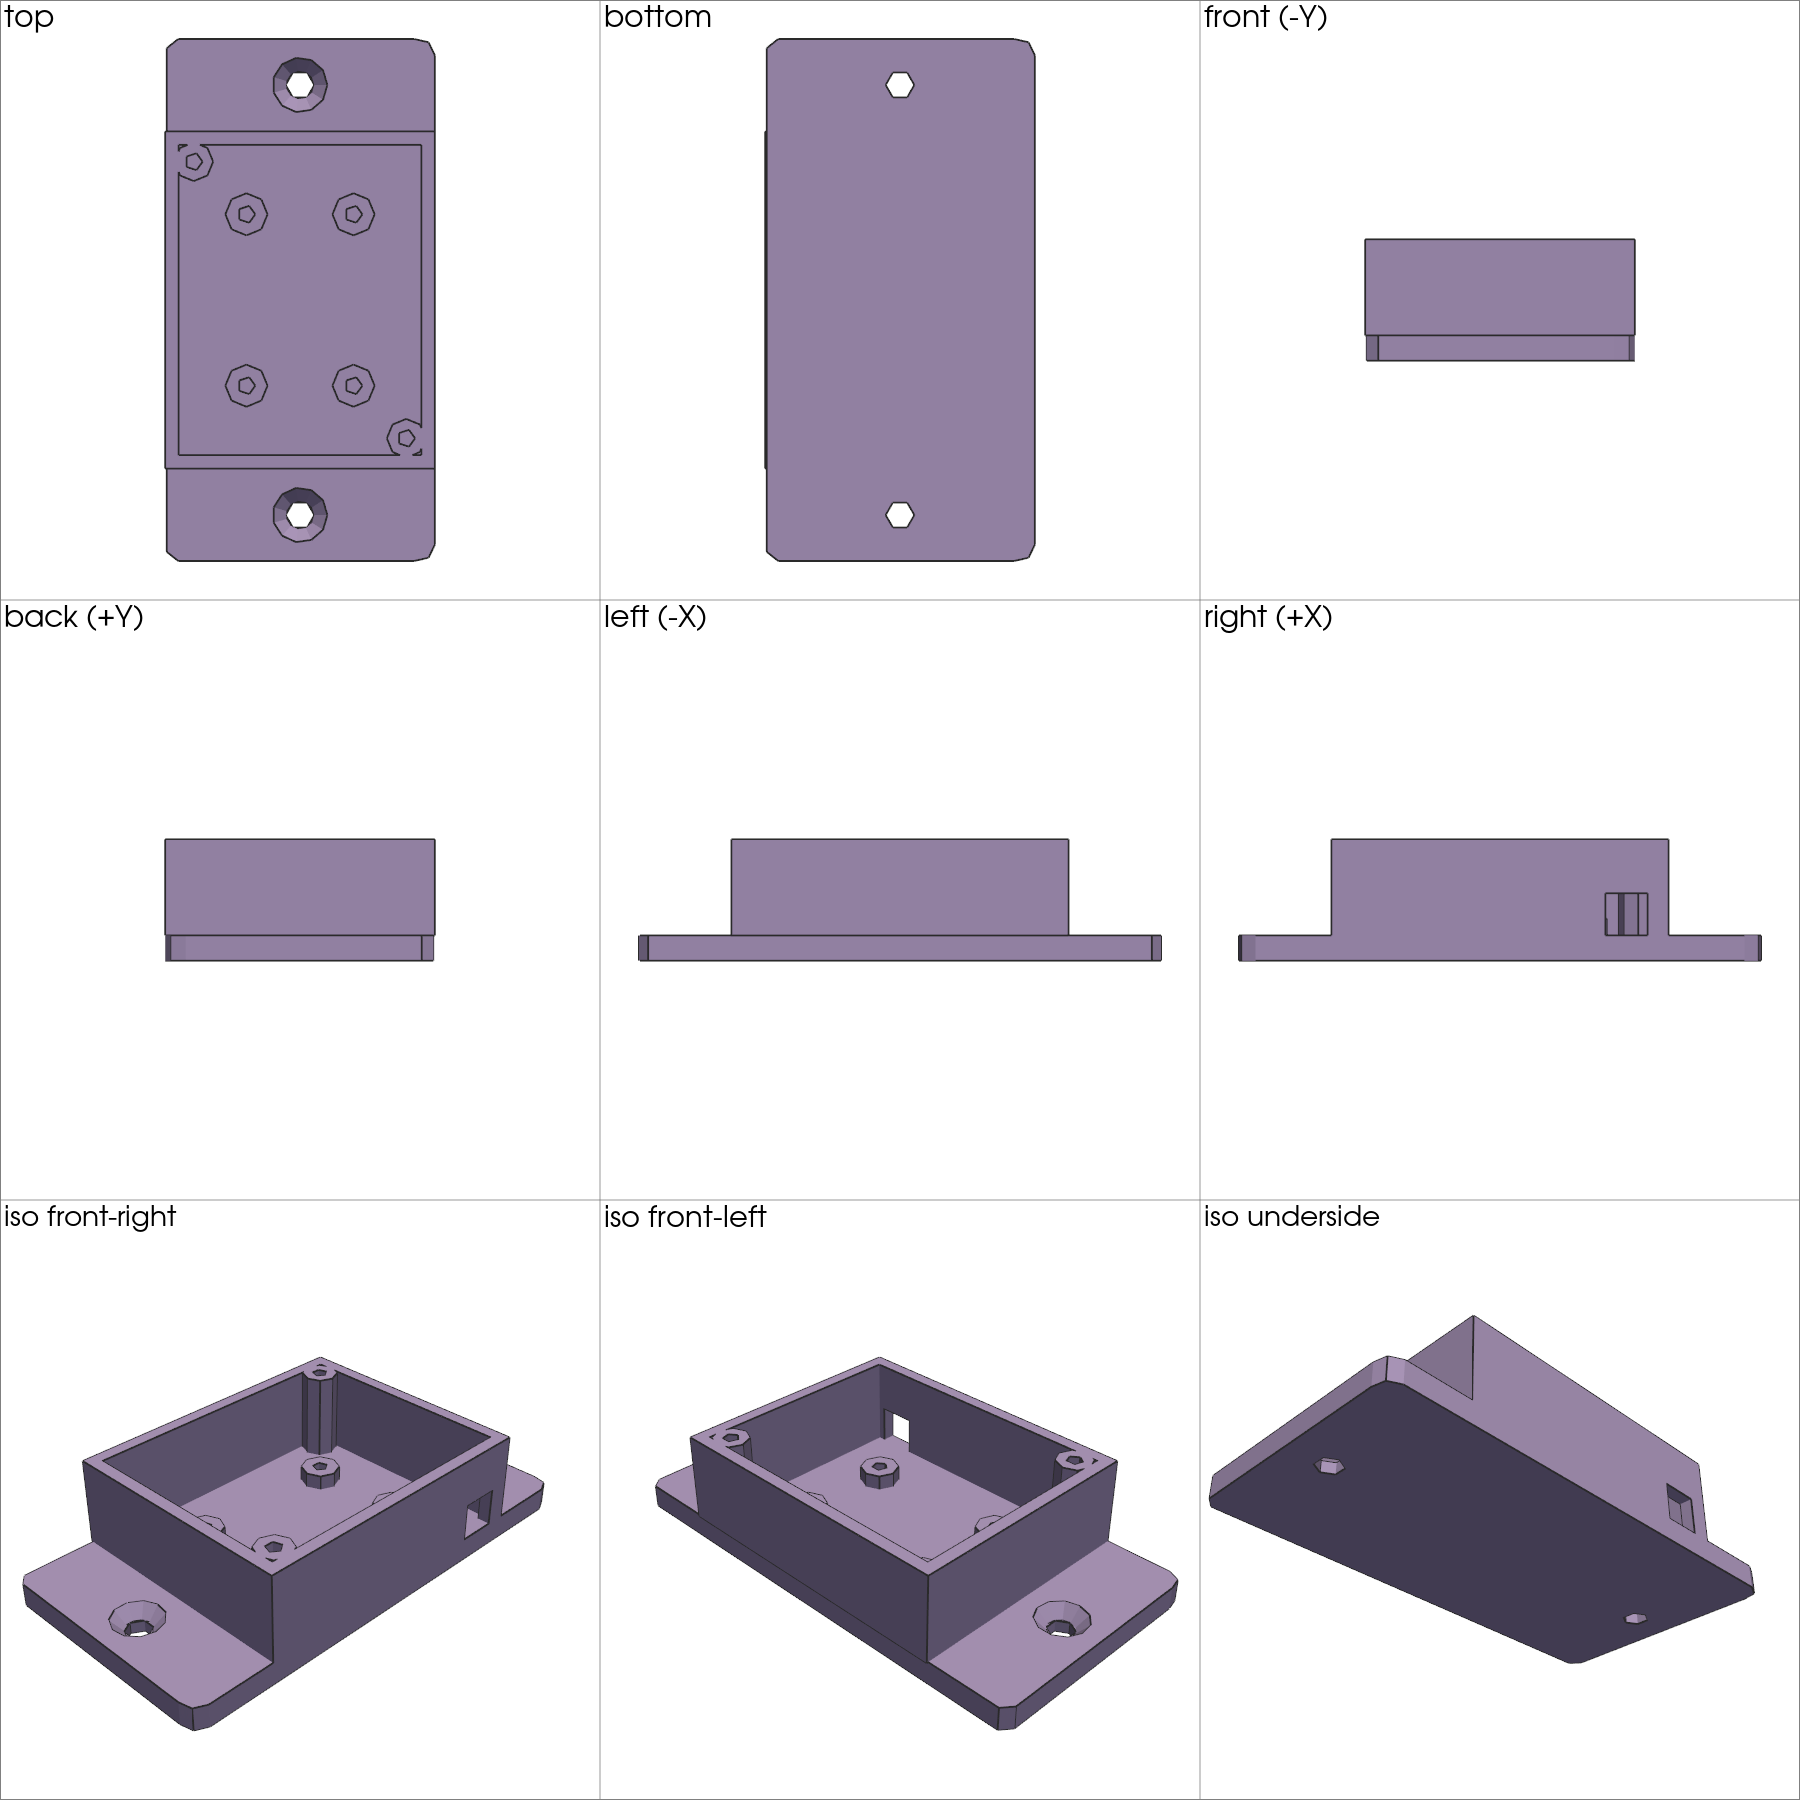 top
bottom
front (-Y)
back (+Y)
left (-X)
right (+X)
iso front-right
iso front-left
iso underside